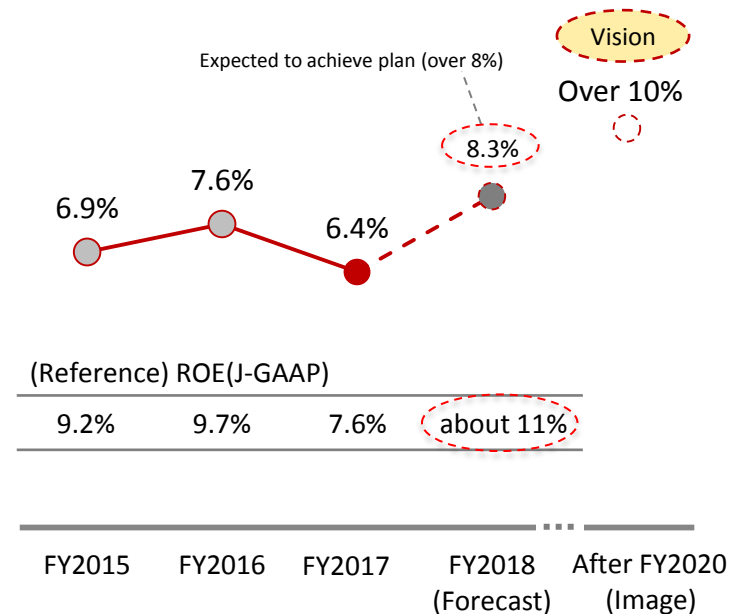 Vision
Expected to achieve plan (over 8%)
Over 10%
8.3%
7.6%
6.9%
6.4%
(Reference) ROE(J-GAAP)
9.2% 9.7% 7.6% about 11%
FY2015 FY2016 FY2017 FY2018 After FY2020
(Forecast) (Image)